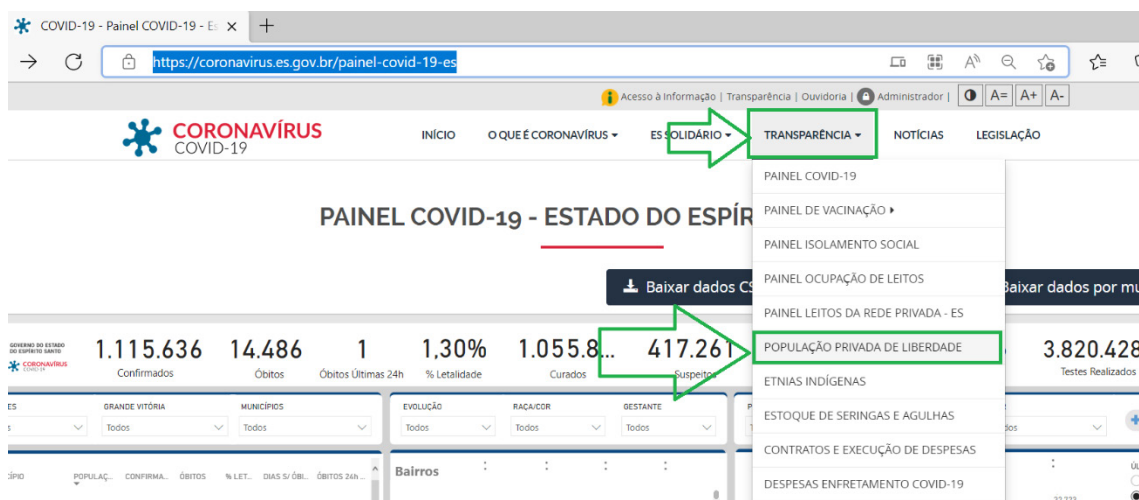 COVID-19 - Painel COVID-19 - Es
https://coronavirus.es.gov.br/painel-covid-19-es
Acesso à Informação | Transparência | Ouvidoria | Administrador | A= A+ A-
CORONAVÍRUS
COVID-19
INÍCIO O QUE É CORONAVÍRUS ES SOLIDÁRIO TRANSPARÊNCIA NOTÍCIAS LEGISLAÇÃO
PAINEL COVID-19
PAINEL DE VACINAÇÃO
PAINEL ISOLAMENTO SOCIAL
PAINEL OCUPAÇÃO DE LEITOS
PAINEL LEITOS DA REDE PRIVADA - ES
POPULAÇÃO PRIVADA DE LIBERDADE
ETNIAS INDÍGENAS
ESTOQUE DE SERINGAS E AGULHAS
CONTRATOS E EXECUÇÃO DE DESPESAS
DESPESAS ENFRETAMENTO COVID-19
PAINEL COVID-19 - ESTADO DO ESPÍR
Baixar dados CS
Baixar dados por mu
GOVERNO DO ESTADO
DO ESPÍRITO SANTO
CORONAVÍRUS
COVID-19
1.115.636 14.486 1 1,30% 1.055.8... 417.261 3.820.428
Confirmados Óbitos Óbitos Últimas 24h % Letalidade Curados Suspeitos Testes Realizados
ES GRANDE VITÓRIA MUNICÍPIOS EVOLUÇÃO RAÇA/COR GESTANTE
Todos Todos Todos Todos Todos
CÍPIO POPULAÇ... CONFIRMA... ÓBITOS % LET... DIAS S/ ÓBI... ÓBITOS 24h...
Bairros